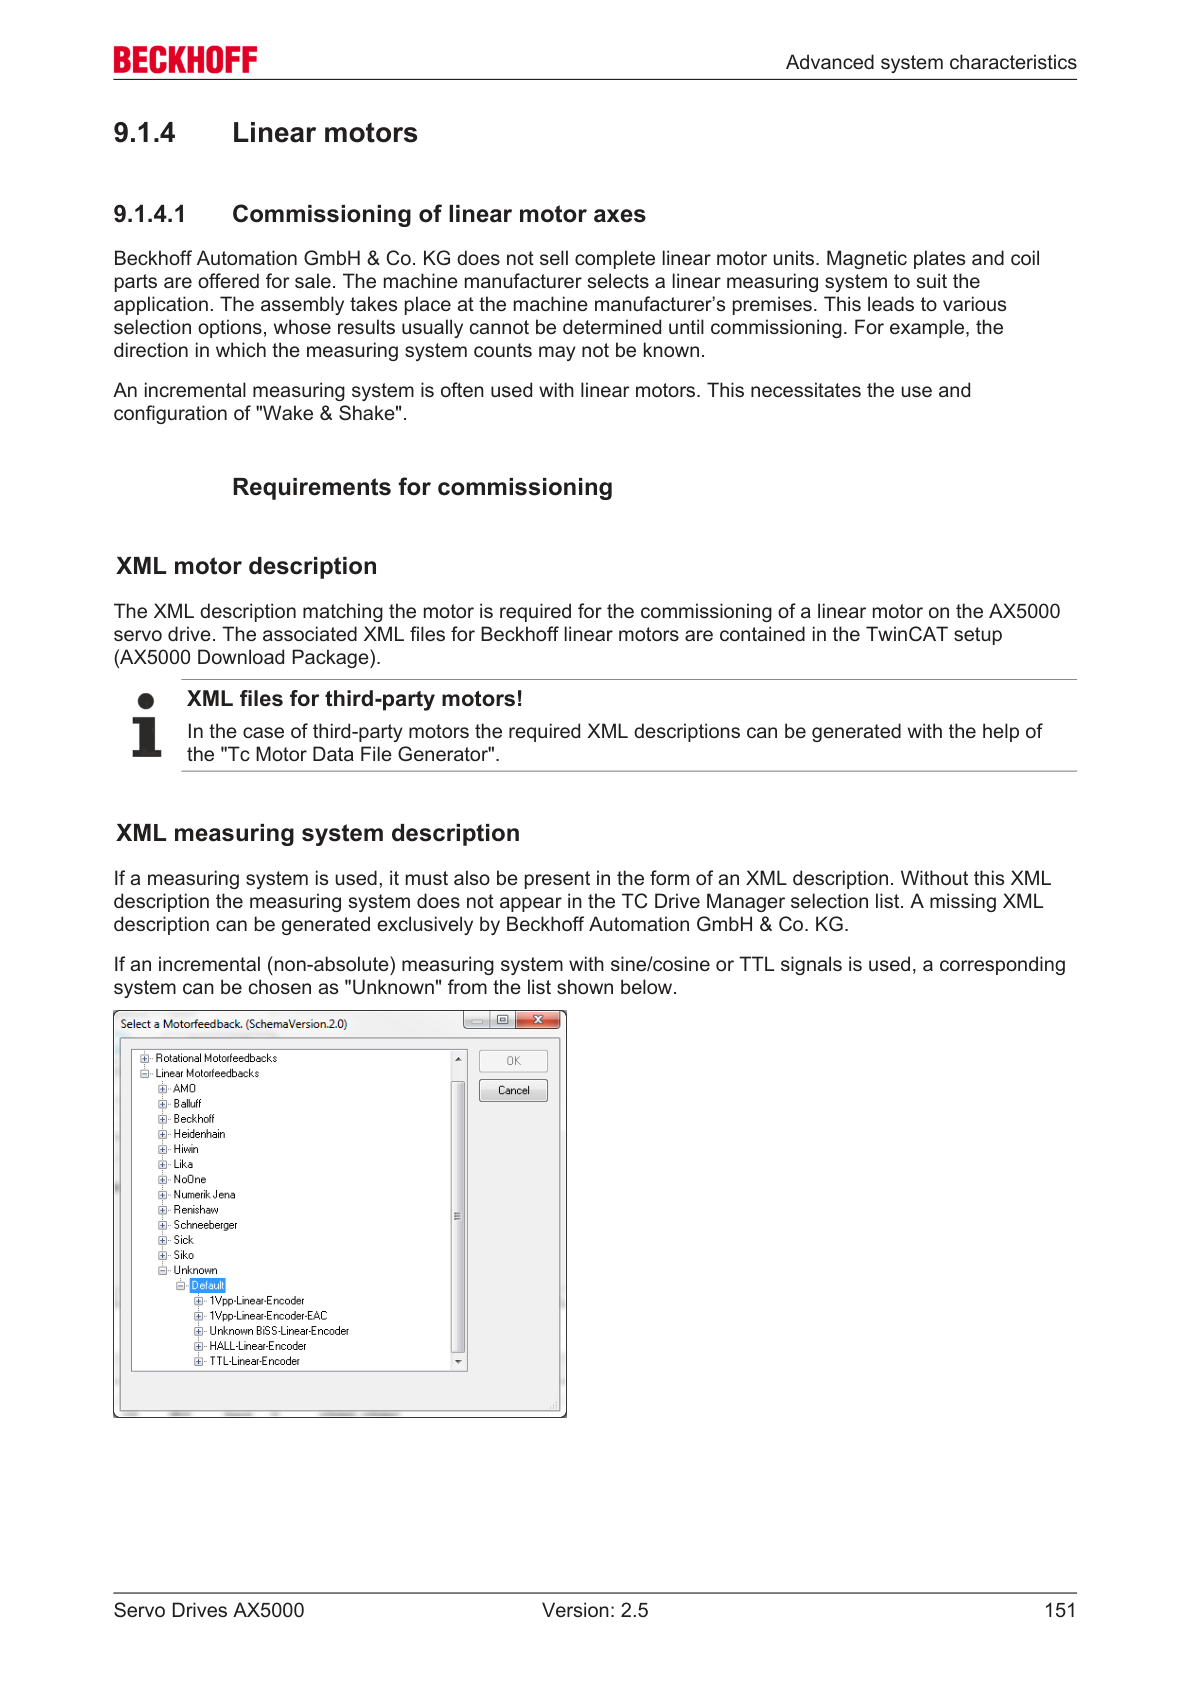 BECKHOFF
Advanced system characteristics
9.1.4 Linear motors
9.1.4.1 Commissioning of linear motor axes
Beckhoff Automation GmbH & Co. KG does not sell complete linear motor units. Magnetic plates and coil
parts are offered for sale. The machine manufacturer selects a linear measuring system to suit the
application. The assembly takes place at the machine manufacturer’s premises. This leads to various
selection options, whose results usually cannot be determined until commissioning. For example, the
direction in which the measuring system counts may not be known.
An incremental measuring system is often used with linear motors. This necessitates the use and
configuration of "Wake & Shake".
Requirements for commissioning
XML motor description
The XML description matching the motor is required for the commissioning of a linear motor on the AX5000
servo drive. The associated XML files for Beckhoff linear motors are contained in the TwinCAT setup
(AX5000 Download Package).
XML files for third-party motors!
In the case of third-party motors the required XML descriptions can be generated with the help of
the "Tc Motor Data File Generator".
XML measuring system description
If a measuring system is used, it must also be present in the form of an XML description. Without this XML
description the measuring system does not appear in the TC Drive Manager selection list. A missing XML
description can be generated exclusively by Beckhoff Automation GmbH & Co. KG.
If an incremental (non-absolute) measuring system with sine/cosine or TTL signals is used, a corresponding
system can be chosen as "Unknown" from the list shown below.
Select a Motorfeedback. (SchemaVersion.2.0)
Rotational Motorfeedbacks
Linear Motorfeedbacks
AMO
Balluff
Beckhoff
Heidenhain
Hiwin
Lika
NoOne
Numerik Jena
Renishaw
Schneeberger
Sick
Siko
Unknown
Default
1Vpp-Linear-Encoder
1Vpp-Linear-Encoder-EAC
Unknown BiSS-Linear-Encoder
HALL-Linear-Encoder
TTL-Linear-Encoder
OK
Cancel
Servo Drives AX5000 Version: 2.5 151